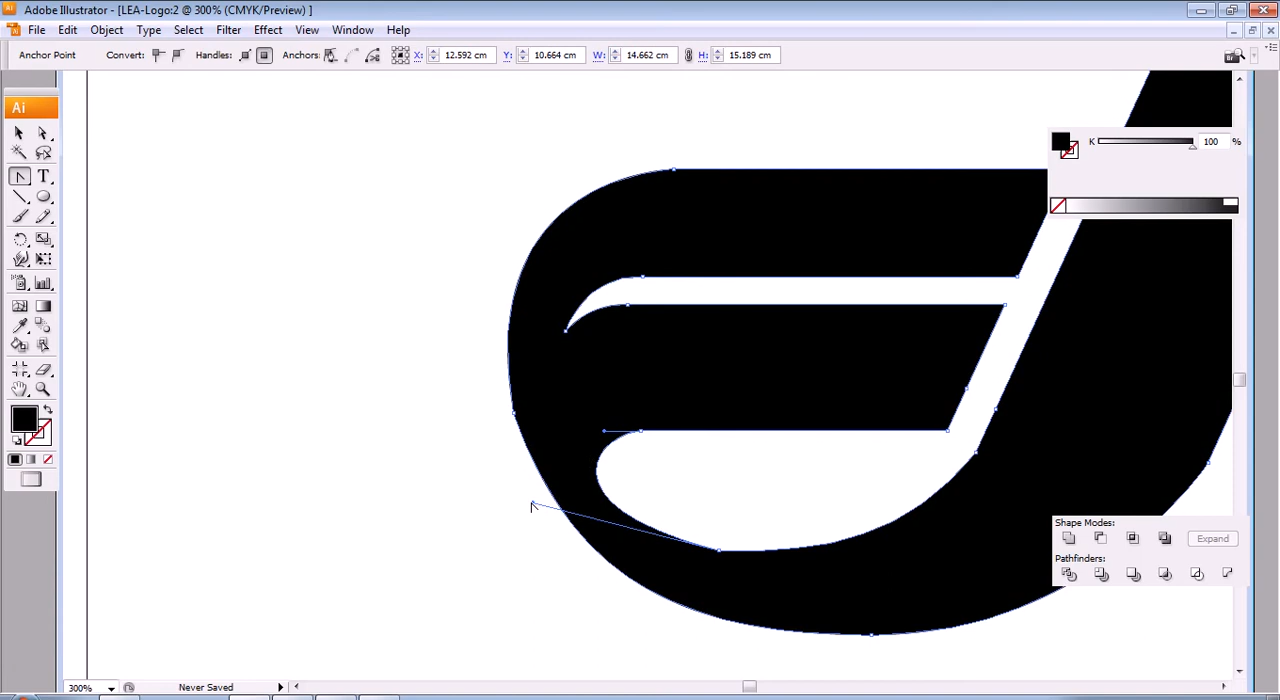 Adobe Illustrator - [LEA-Logo:2 @ 300% (CMYK/Preview) ]
File Edit Object Type Select Filter Effect View Window Help
Anchor Point Convert: Handles: Anchors: X: 12.592 cm Y: 10.664 cm W: 14.662 cm H: 15.189 cm
Ai
K 100 %
T
Shape Modes:
Expand
Pathfinders:
300% Never Saved